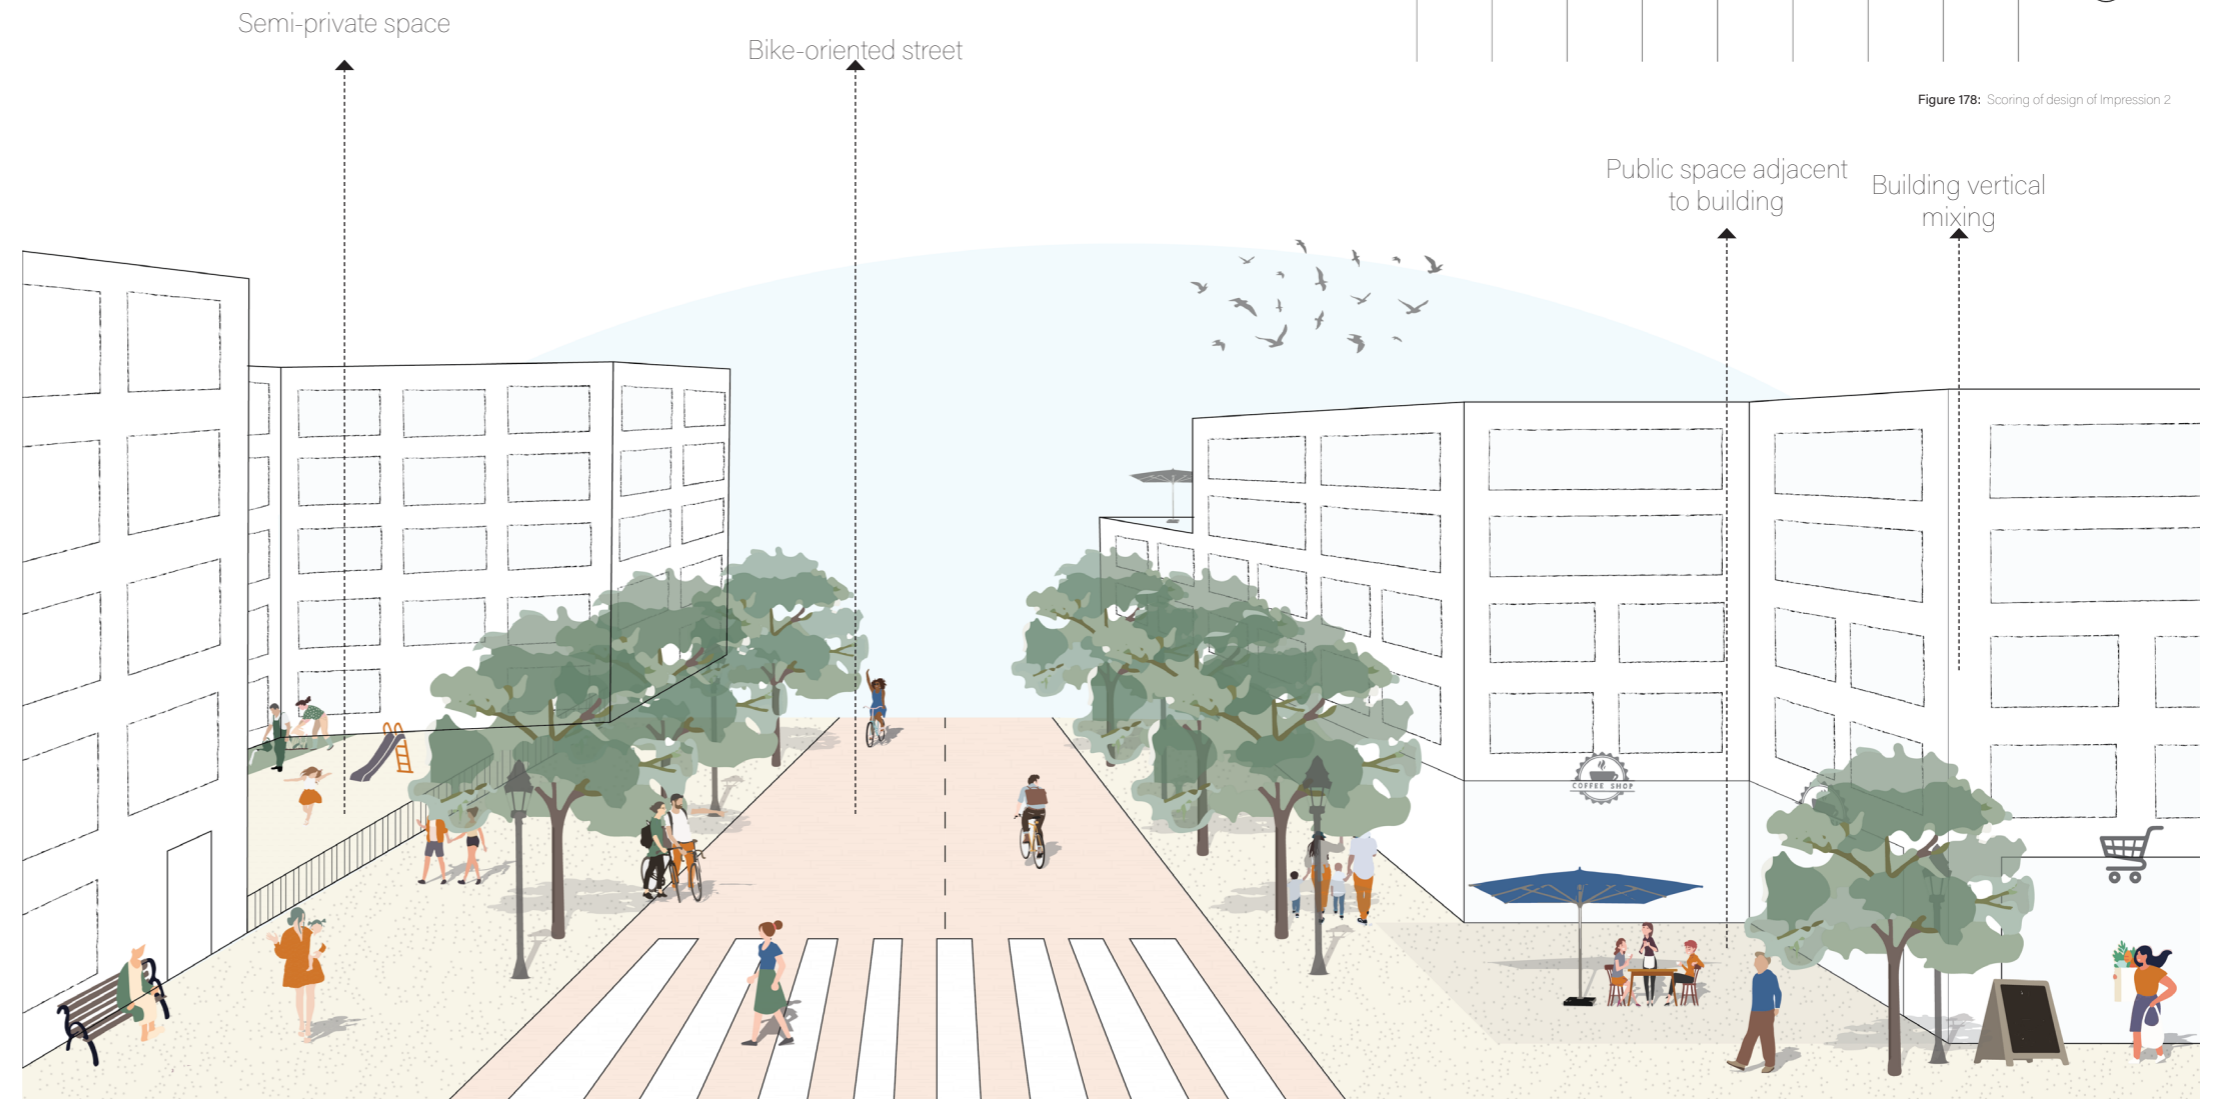 Semi-private space
Bike-oriented street
Figure 178: Scoring of design of Impression 2
Public space adjacent
to building
Building vertical
mixing
COFFEE SHOP